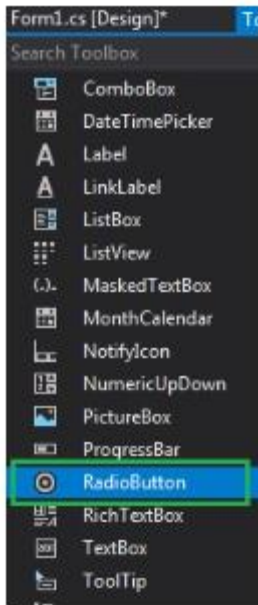 Form1.cs [Design]* To
Search Toolbox
ComboBox
DateTimePicker
A Label
A LinkLabel
ListBox
ListView
(.)- MaskedTextBox
MonthCalendar
NotifyIcon
NumericUpDown
PictureBox
ProgressBar
RadioButton
RichTextBox
TextBox
ToolTip